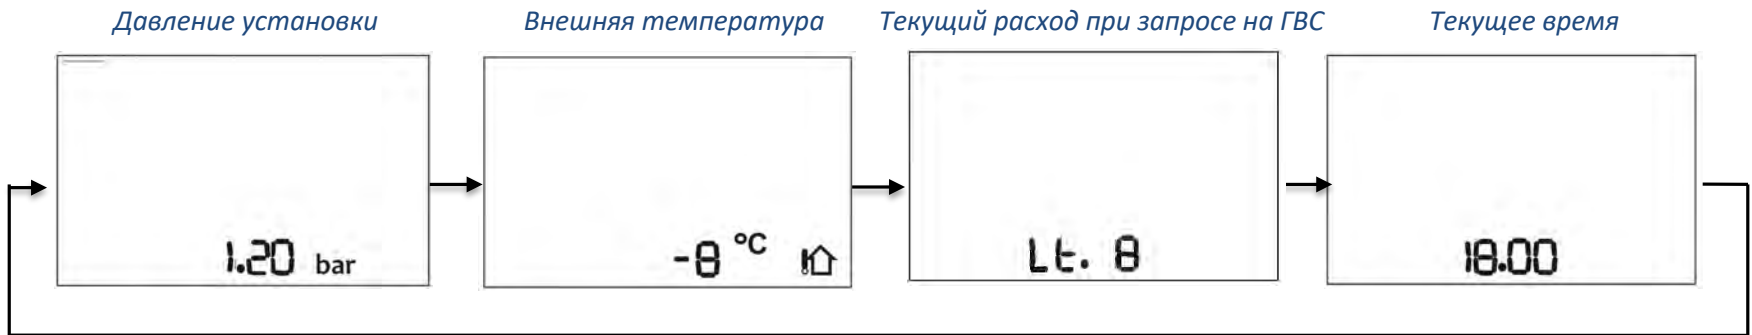 Давление установки
Внешняя температура
Текущий расход при запросе на ГВС
Текущее время
1.20 bar
-8 °C
Lt. 8
18.00